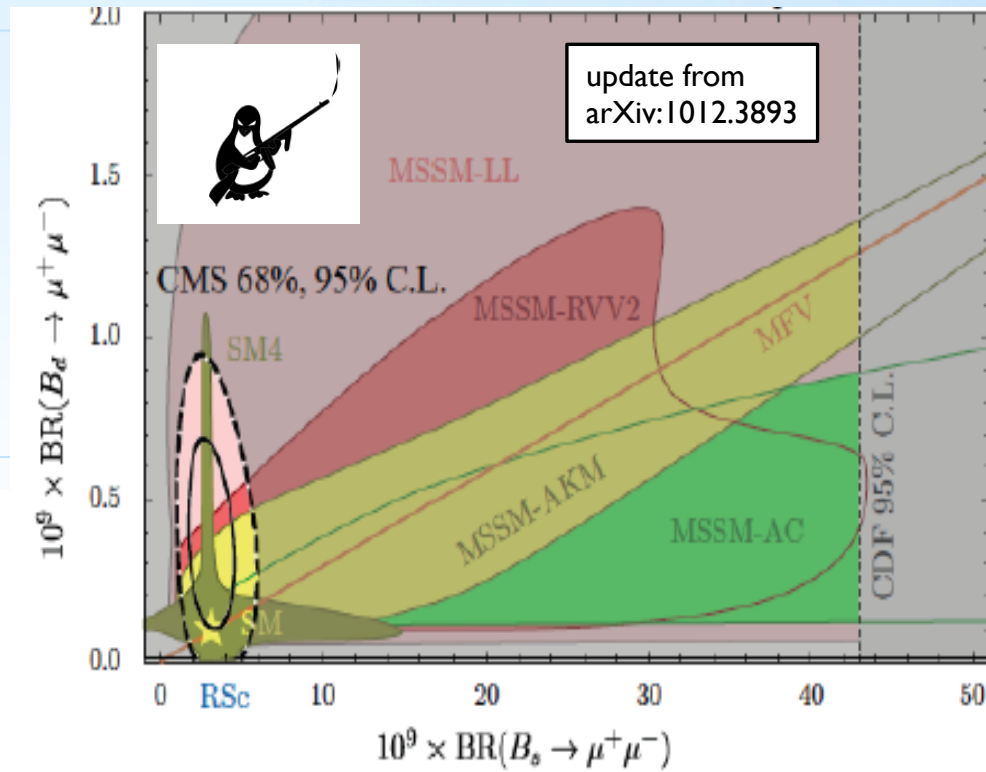 2.0
update from
arXiv:1012.3893
MSSM-LL
1.5
CMS 68%, 95% C.L.
MSSM-RVV2
MFV
1.0
SM4
CDF 95% C.L.
0.5
MSSM-AKM
MSSM-AC
SM
0.0
0 10 20 30 40 50
RSc
10⁹ × BR(B_d → μ⁺μ⁻)
10⁹ × BR(B_s → μ⁺μ⁻)